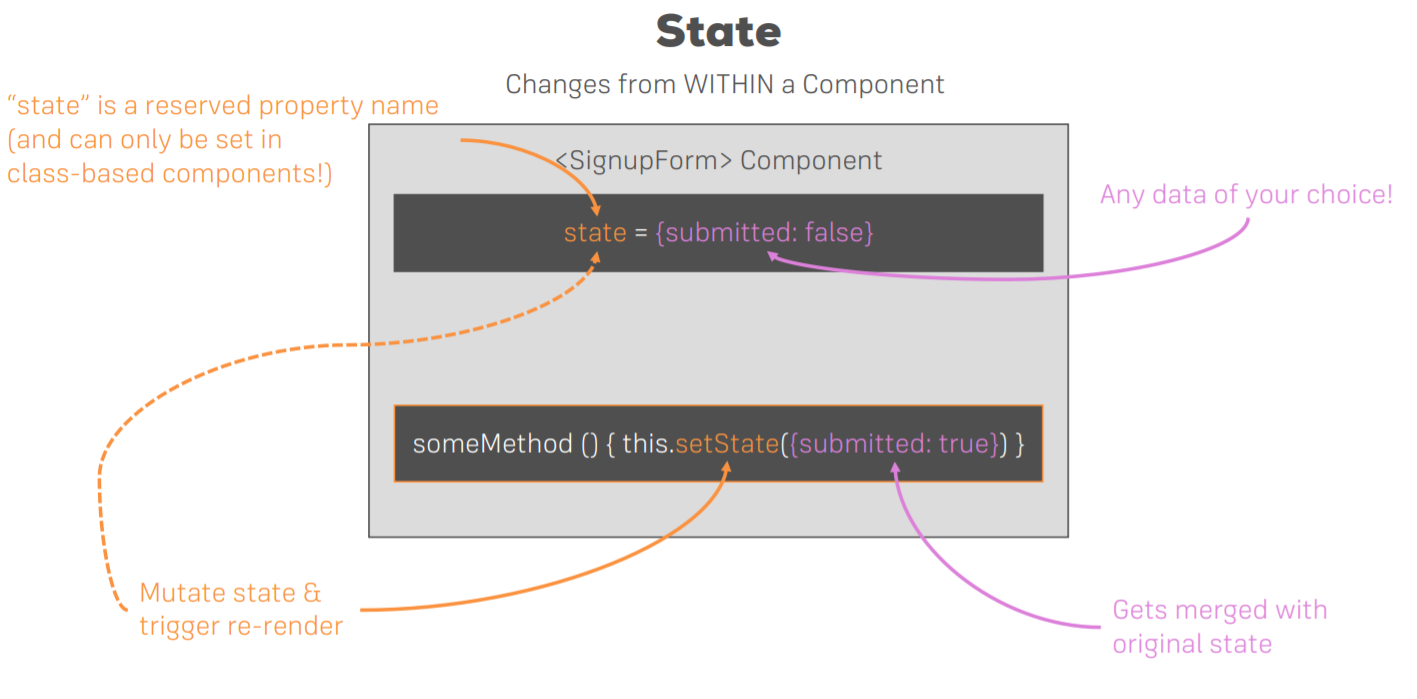 State
Changes from WITHIN a Component
“state” is a reserved property name
(and can only be set in
class-based components!)
<SignupForm> Component
Any data of your choice!
state = {submitted: false}
someMethod () { this.setState({submitted: true}) }
Mutate state &
trigger re-render
Gets merged with
original state